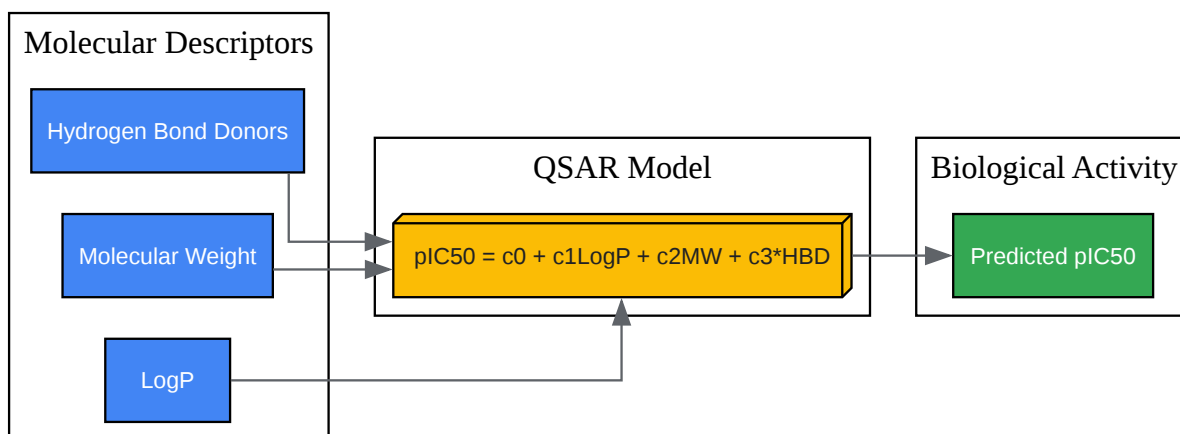 Molecular Descriptors
Hydrogen Bond Donors
Molecular Weight
LogP
QSAR Model
pIC50 = c0 + c1LogP + c2MW + c3*HBD
Biological Activity
Predicted pIC50